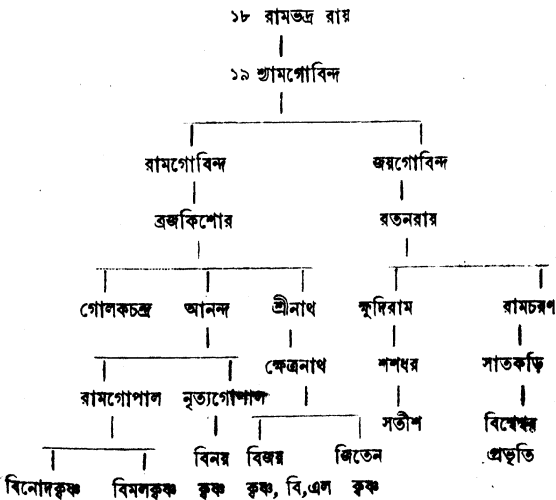 ১৮ রামভদ্র রায়
১৯ শ্যামগোবিন্দ
রামগোবিন্দ জয়গোবিন্দ
ব্রজকিশোর রতনরায়
গোলকচন্দ্র আনন্দ শ্রীনাথ ক্ষুদিরাম রামচরণ
ক্ষেত্রনাথ শশধর সাতকড়ি
রামগোপাল নৃত্যগোপাল সতীশ বিশ্বেশ্বর
বিনয় বিজয় জিতেন প্রভৃতি
বিনোদকৃষ্ণ বিমলকৃষ্ণ কৃষ্ণ কৃষ্ণ, বি,এল কৃষ্ণ